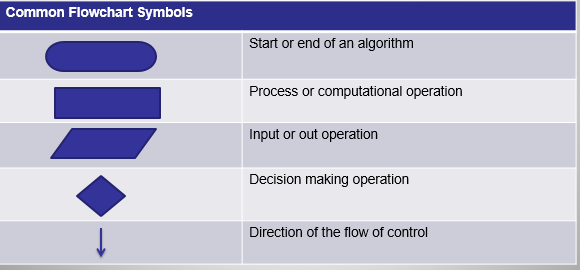 Common Flowchart Symbols
Start or end of an algorithm
Process or computational operation
Input or out operation
Decision making operation
Direction of the flow of control